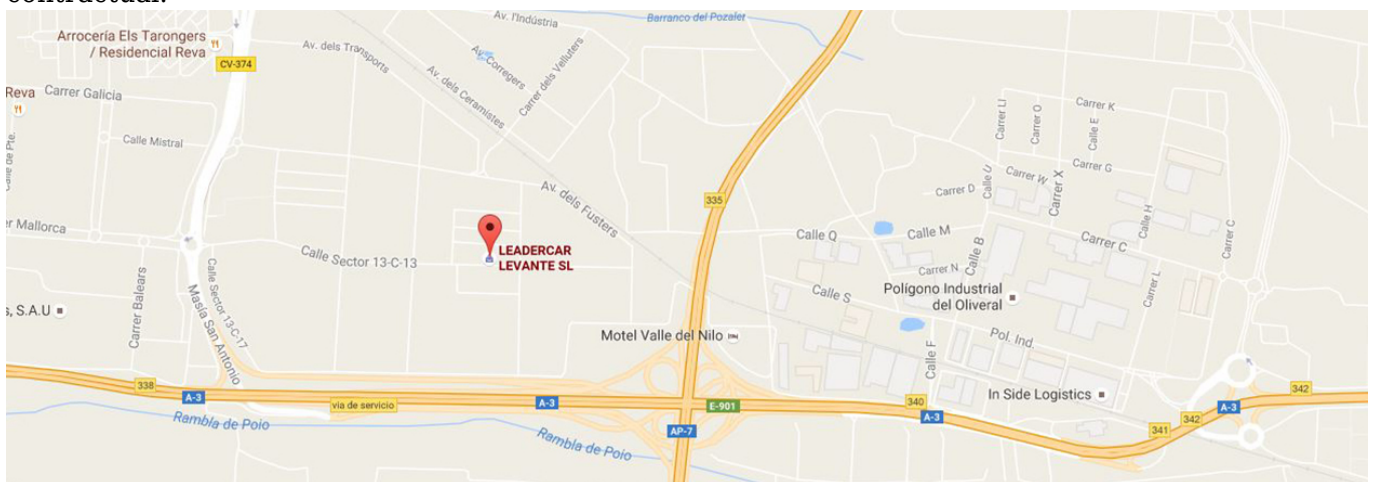 Arrocería Els Tarongers
/ Residencial Reva
CV-374
Av. l'Indústria
Barranco del Pozalet
Av. dels Transports
Av. Corregers
Carrer dels Velluters
Av. dels Ceramistes
Reva
Carrer Galicia
Calle Mistral
Carrer LI
Carrer O
Carrer K
Calle E
Carrer G
Carrer W
Carrer X
Calle U
Carrer D
Av. dels Fusters
335
er Mallorca
Calle Sector 13-C-13
LEADERCAR
LEVANTE SL
Calle Q
Calle M
Calle B
Calle H
Carrer C
Carrer C
Carrer N
Carrer L
Calle Sector 13-C-17
Masía San Antonio
Carrer Balears
s, S.A.U
Calle S
Polígono Industrial
del Oliveral
Motel Valle del Nilo
Pol. Ind.
Calle F
In Side Logistics
338
A-3
via de servicio
A-3
E-901
340
A-3
341
342
A-3
342
AP-7
Rambla de Poio
Rambla de Poio